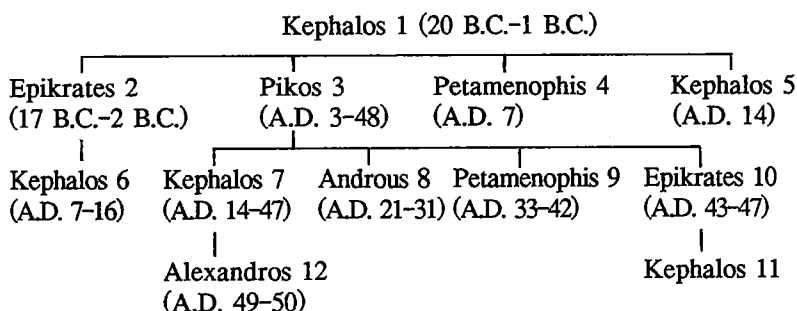 Kephalos 1 (20 B.C.-1 B.C.)
Epikrates 2 Pikos 3 Petamenophis 4 Kephalos 5
(17 B.C.-2 B.C.) (A.D. 3-48) (A.D. 7) (A.D. 14)
Kephalos 6 Kephalos 7 Androus 8 Petamenophis 9 Epikrates 10
(A.D. 7-16) (A.D. 14-47) (A.D. 21-31) (A.D. 33-42) (A.D. 43-47)
Alexandros 12 Kephalos 11
(A.D. 49-50)